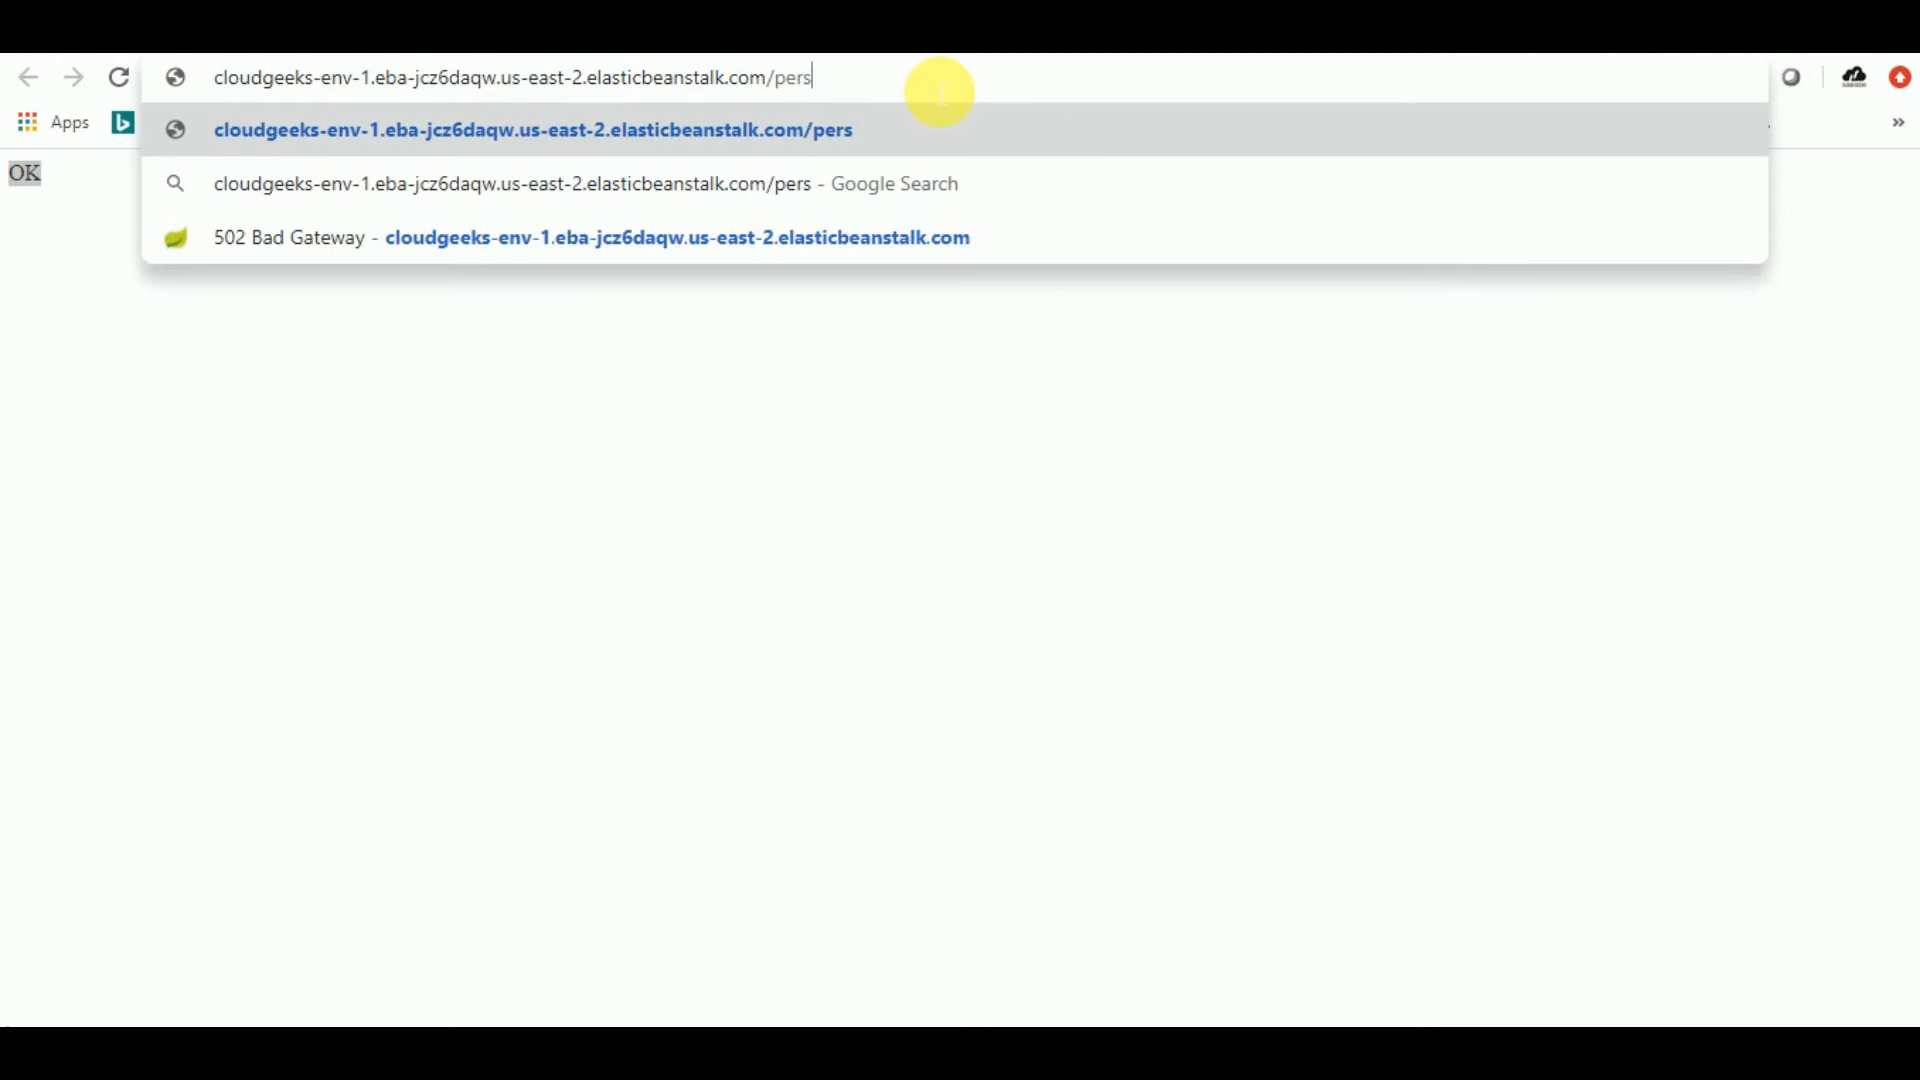 cloudgeeks-env-1.eba-jcz6daqw.us-east-2.elasticbeanstalk.com/pers
Apps
cloudgeeks-env-1.eba-jcz6daqw.us-east-2.elasticbeanstalk.com/pers
»
OK
cloudgeeks-env-1.eba-jcz6daqw.us-east-2.elasticbeanstalk.com/pers - Google Search
502 Bad Gateway - cloudgeeks-env-1.eba-jcz6daqw.us-east-2.elasticbeanstalk.com